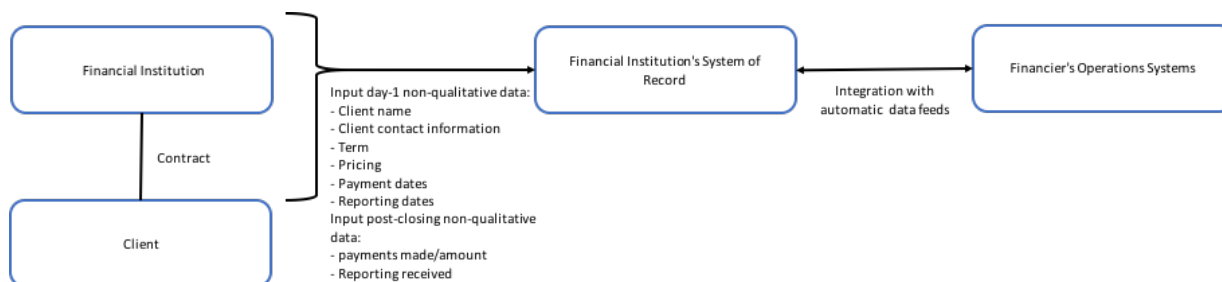 Financial Institution
Contract
Client
Input day-1 non-qualitative data:
- Client name
- Client contact information
- Term
- Pricing
- Payment dates
- Reporting dates
Input post-closing non-qualitative
data:
- payments made/amount
- Reporting received
Financial Institution's System of
Record
Integration with
automatic data feeds
Financier's Operations Systems